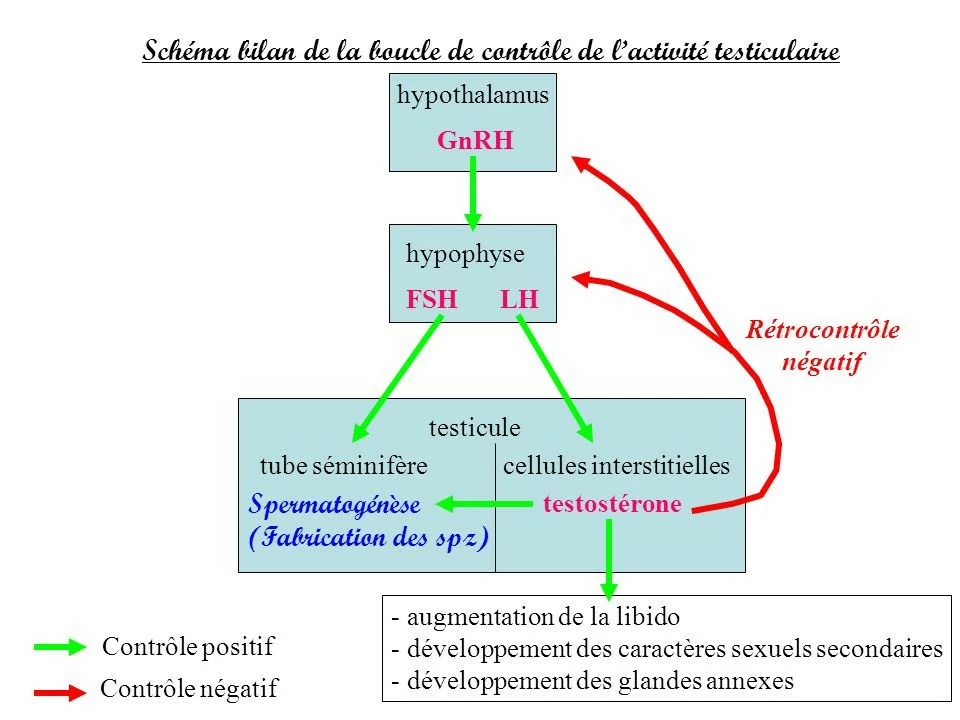 Schéma bilan de la boucle de contrôle de l'activité testiculaire
hypothalamus
GnRH
hypophyse
FSH LH
Rétrocontrôle
négatif
testicule
tube séminifère
cellules interstitielles
Spermatogénèse
(Fabrication des spz)
testostérone
- augmentation de la libido
- développement des caractères sexuels secondaires
- développement des glandes annexes
Contrôle positif
Contrôle négatif